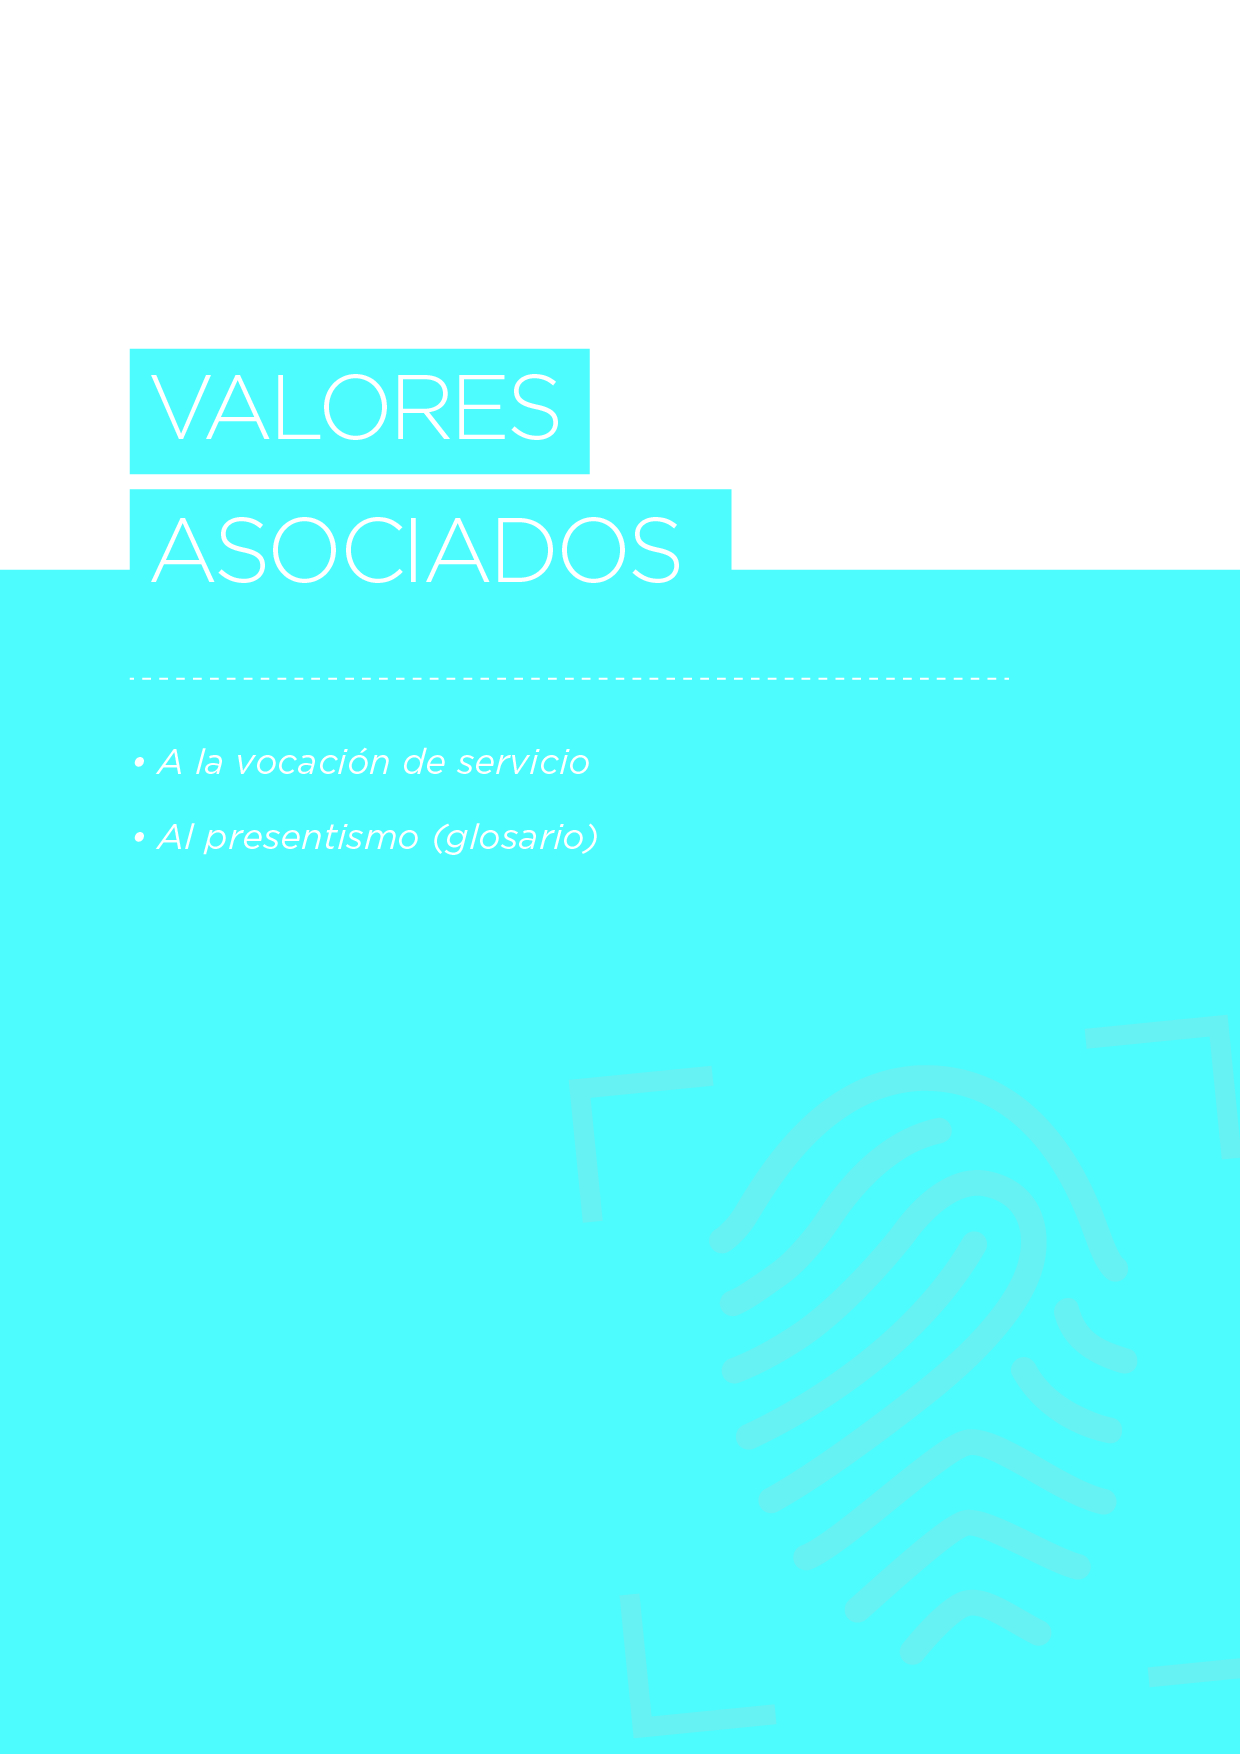 VALORES
ASOCIADOS
• A la vocación de servicio
• Al presentismo (glosario)